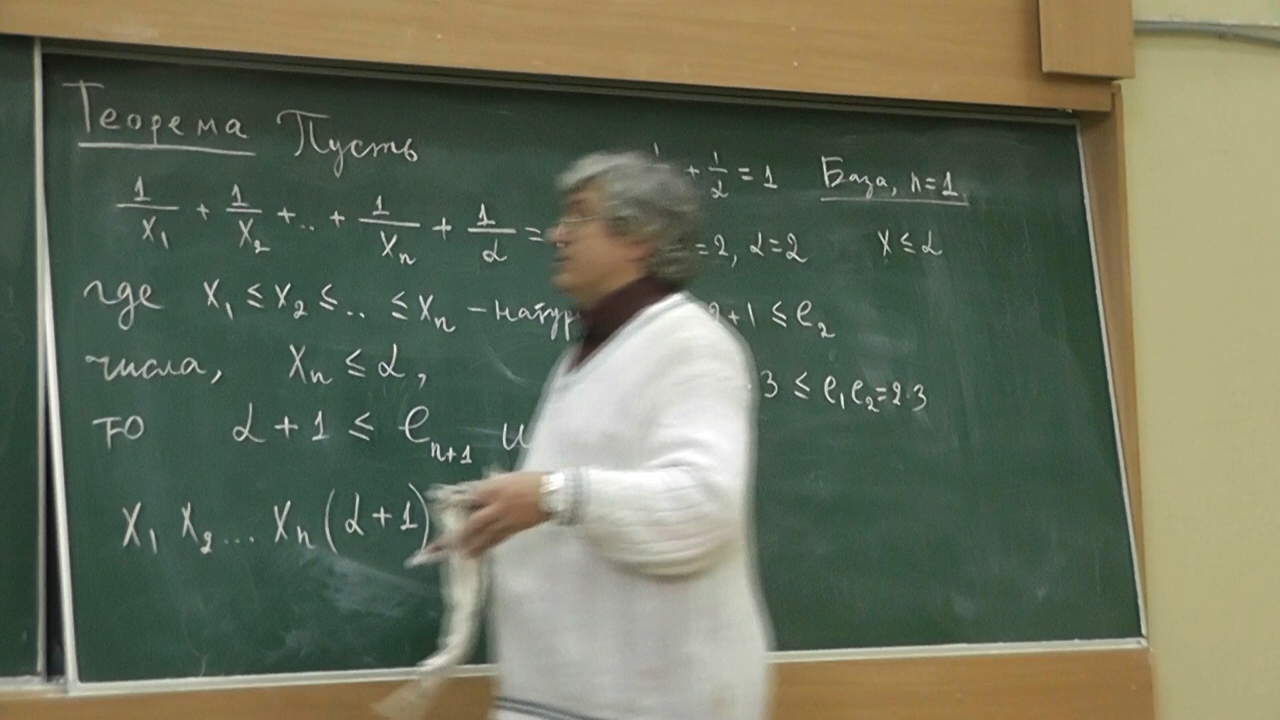 Теорема Пусть
1/x₁ + 1/x₂ + .. + 1/xₙ + 1/α =
где x₁ ≤ x₂ ≤ .. ≤ xₙ – натур
числа, xₙ ≤ α,
то α + 1 ≤ eₙ₊₁ и
x₁ x₂ ... xₙ (α + 1)
+ 1/α = 1 База, n = 1
= 2, α = 2 x ≤ α
2 + 1 ≤ e₂
3 ≤ e₁e₂ = 2·3